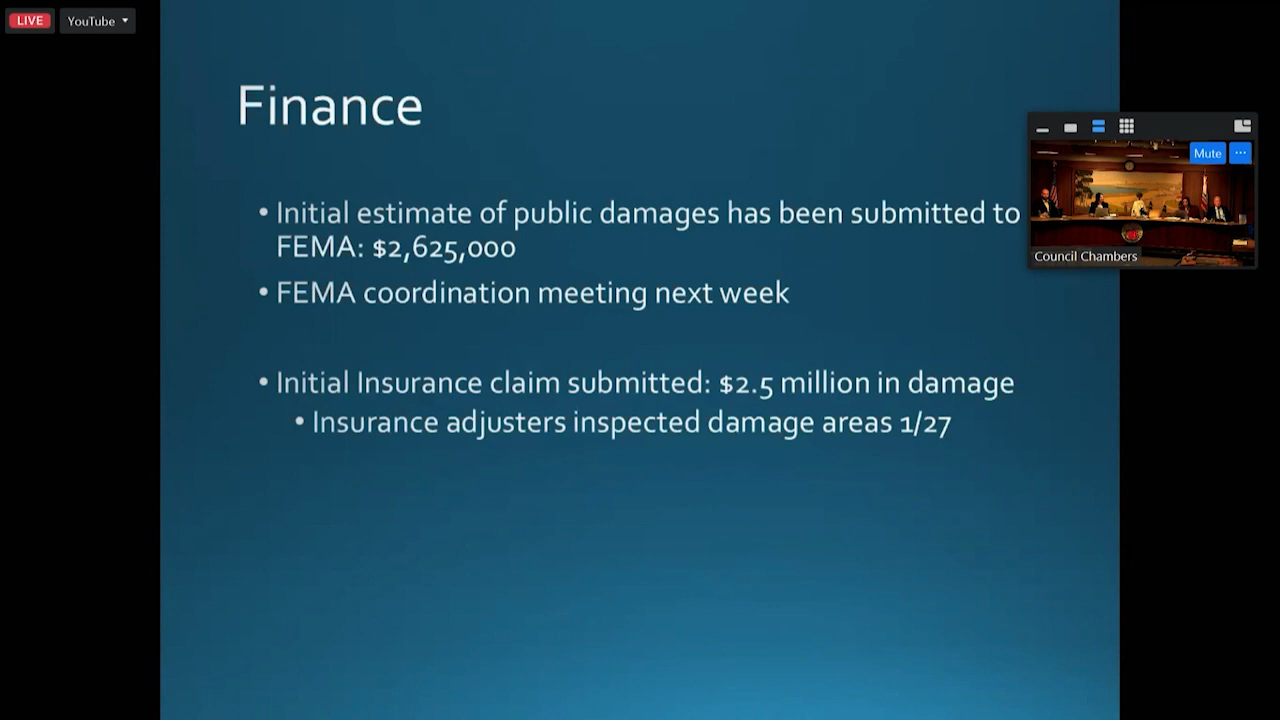 LIVE
YouTube
Finance
• Initial estimate of public damages has been submitted to
FEMA: $2,625,000
• FEMA coordination meeting next week
• Initial Insurance claim submitted: $2.5 million in damage
• Insurance adjusters inspected damage areas 1/27
Mute
Council Chambers